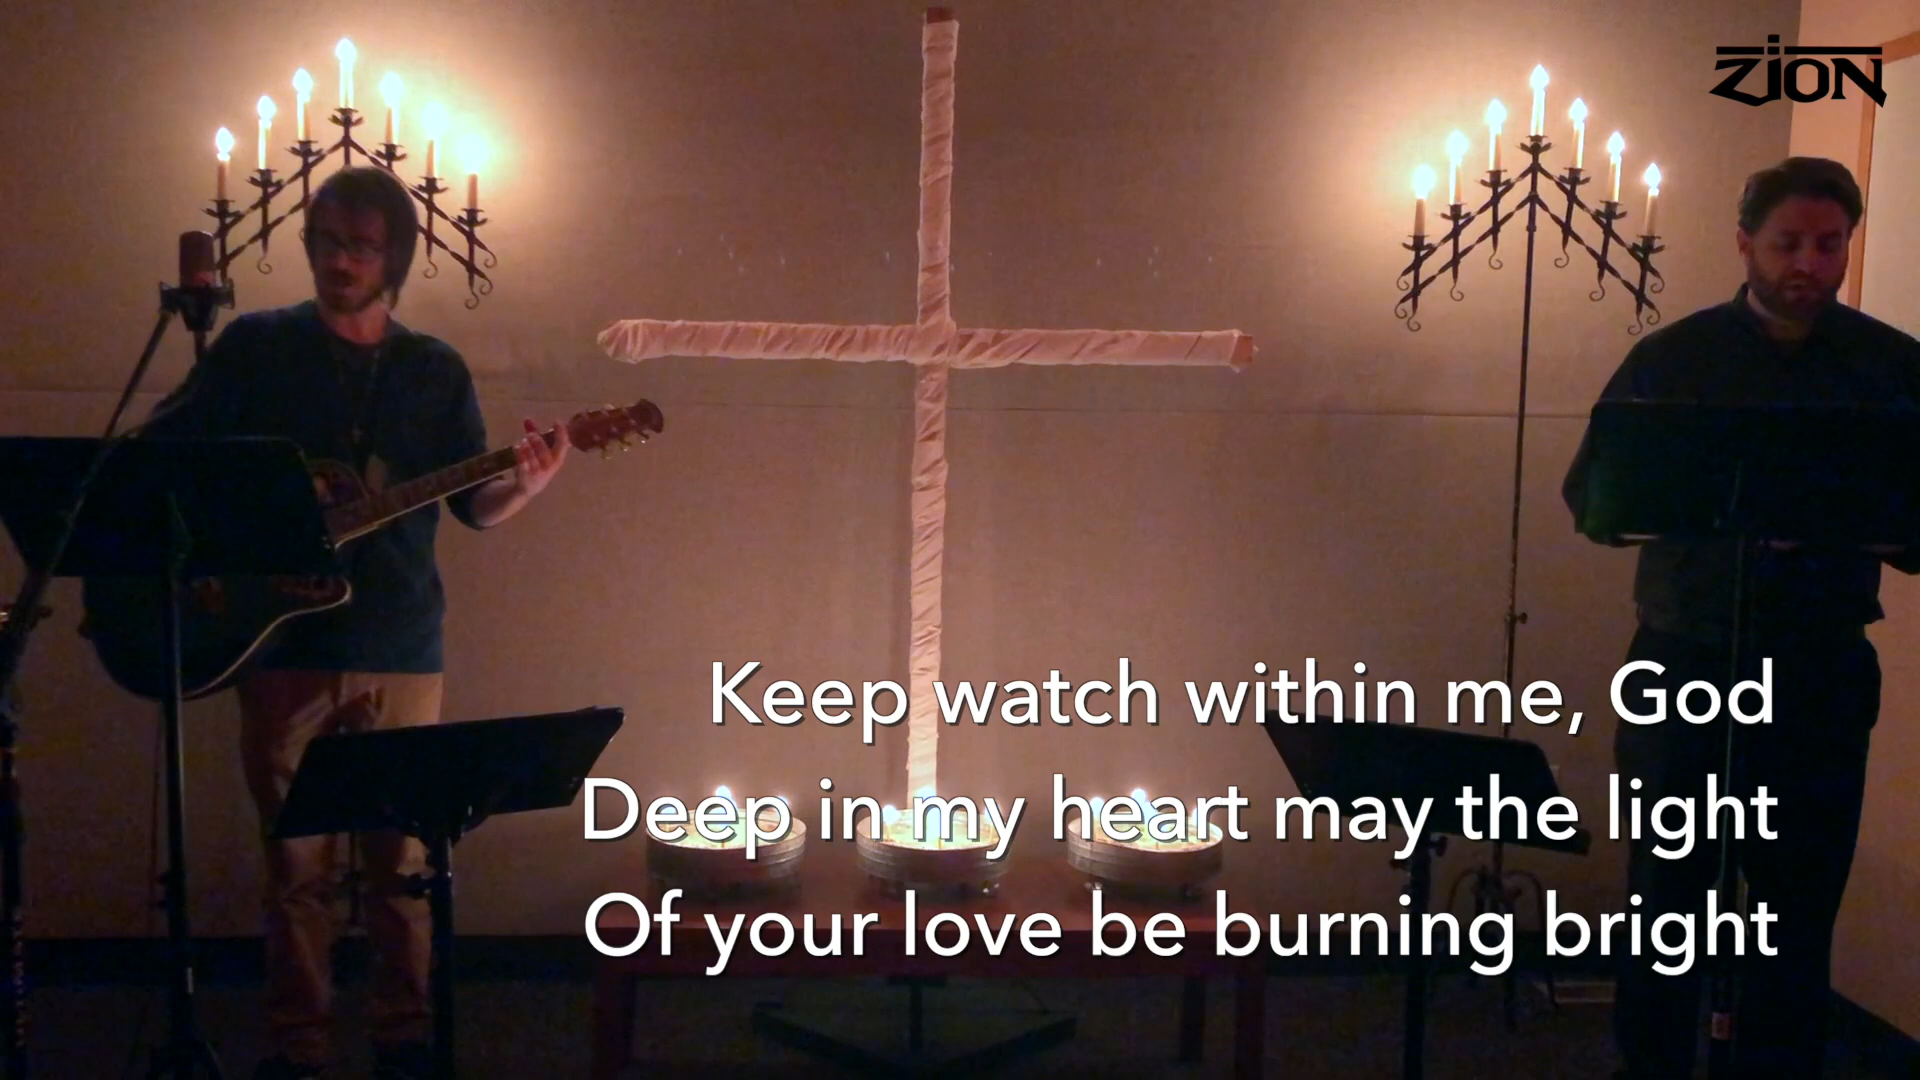 ZION
Keep watch within me, God
Deep in my heart may the light
Of your love be burning bright